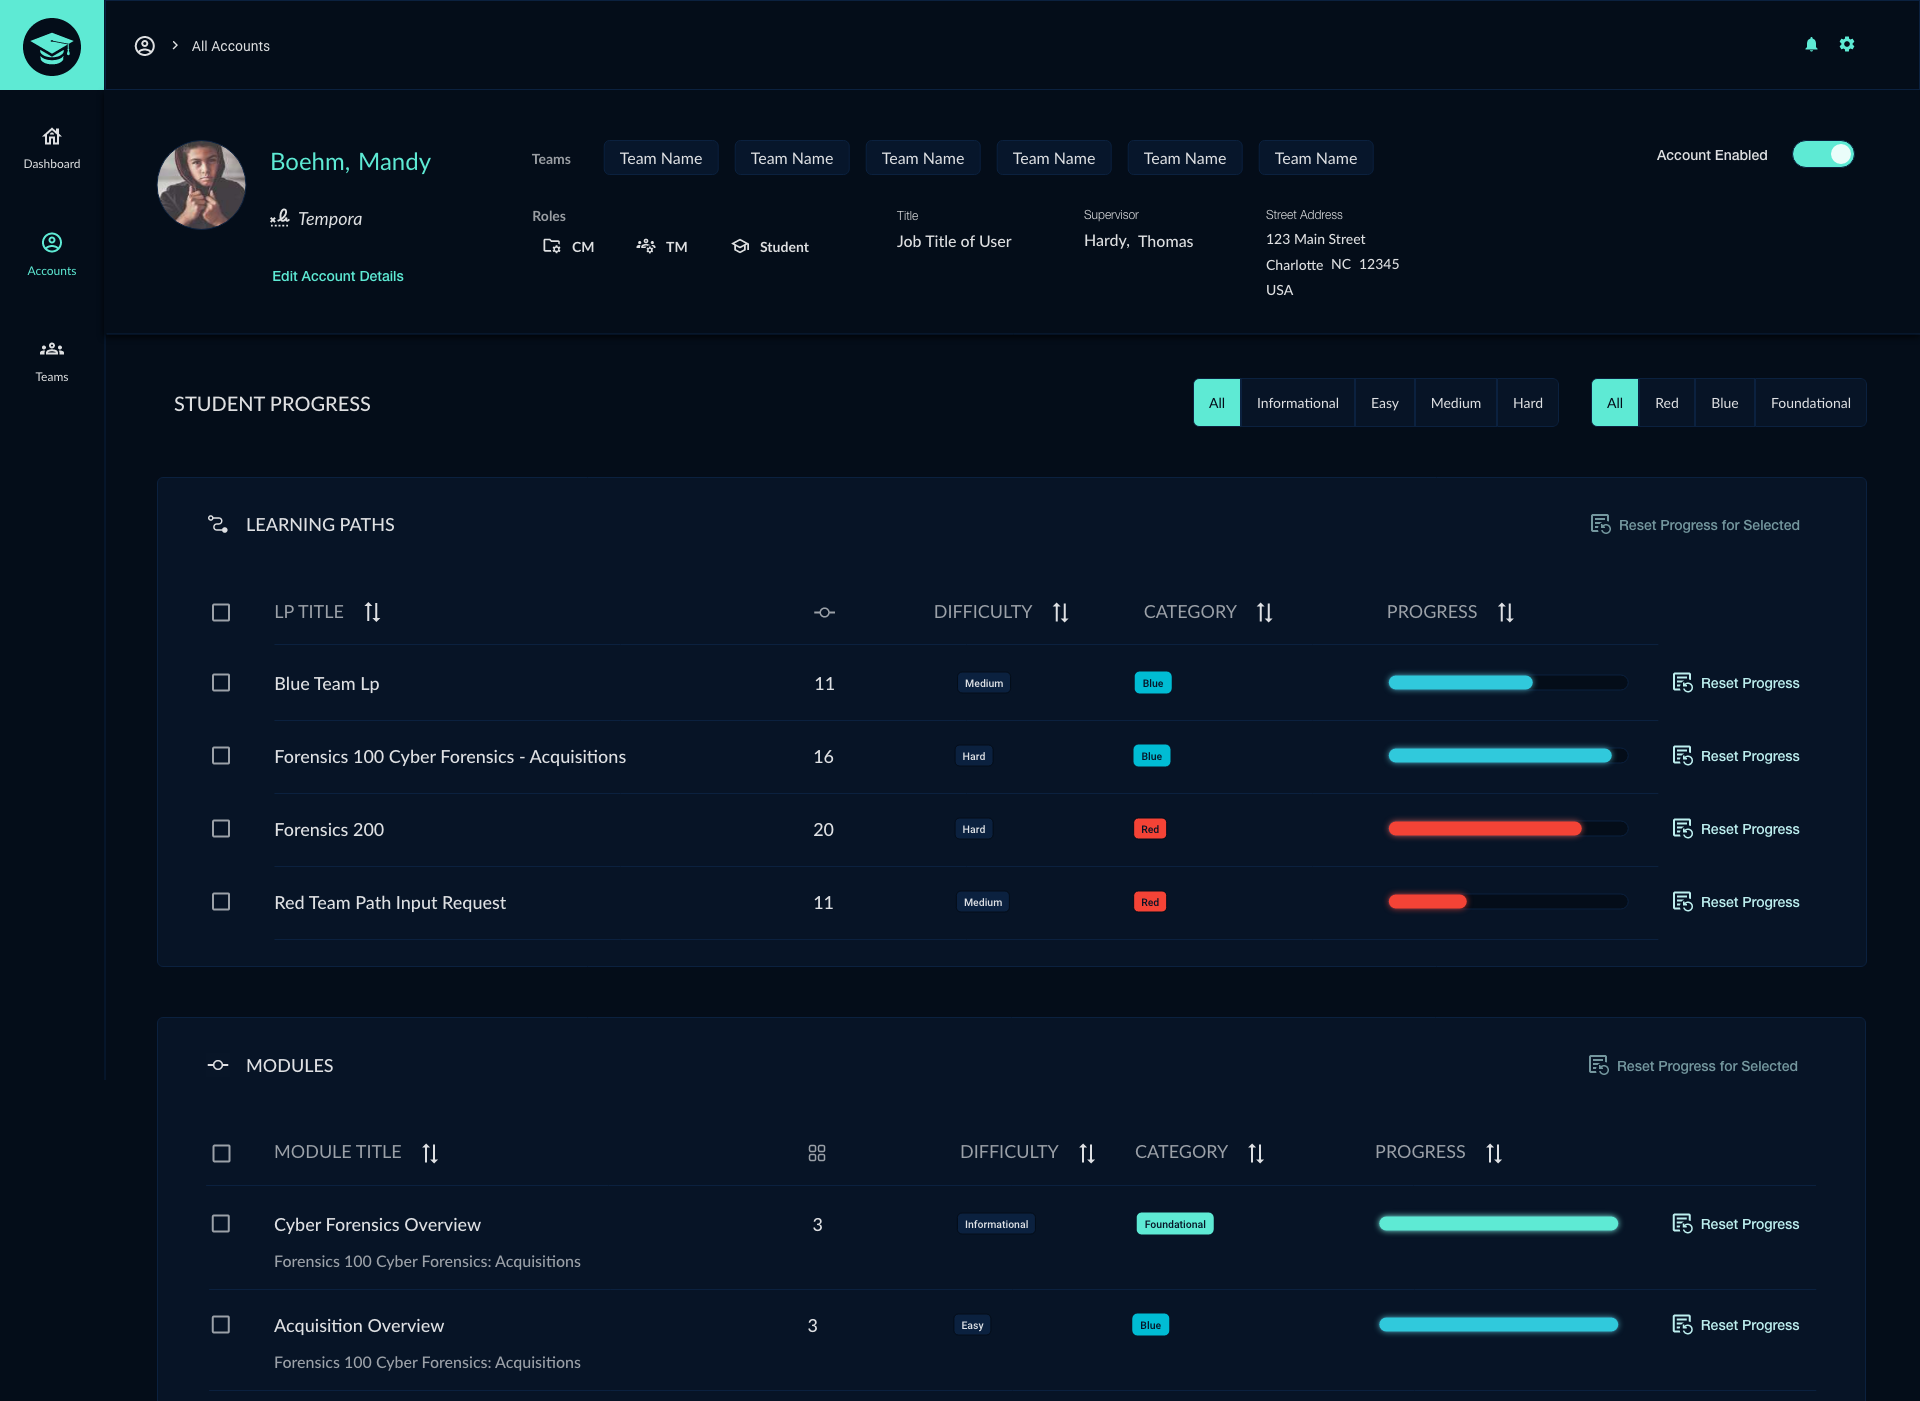 All Accounts
Dashboard
Accounts
Teams
Boehm, Mandy
Tempora
Edit Account Details
Teams
Team Name Team Name Team Name Team Name Team Name Team Name
Roles
CM TM Student
Title
Job Title of User
Supervisor
Hardy, Thomas
Street Address
123 Main Street
Charlotte NC 12345
USA
Account Enabled
STUDENT PROGRESS
All Informational Easy Medium Hard
All Red Blue Foundational
LEARNING PATHS
Reset Progress for Selected
LP TITLE DIFFICULTY CATEGORY PROGRESS
Blue Team Lp 11 Medium Blue Reset Progress
Forensics 100 Cyber Forensics - Acquisitions 16 Hard Blue Reset Progress
Forensics 200 20 Hard Red Reset Progress
Red Team Path Input Request 11 Medium Red Reset Progress
MODULES
Reset Progress for Selected
MODULE TITLE DIFFICULTY CATEGORY PROGRESS
Cyber Forensics Overview 3 Informational Foundational Reset Progress
Forensics 100 Cyber Forensics: Acquisitions
Acquisition Overview 3 Easy Blue Reset Progress
Forensics 100 Cyber Forensics: Acquisitions